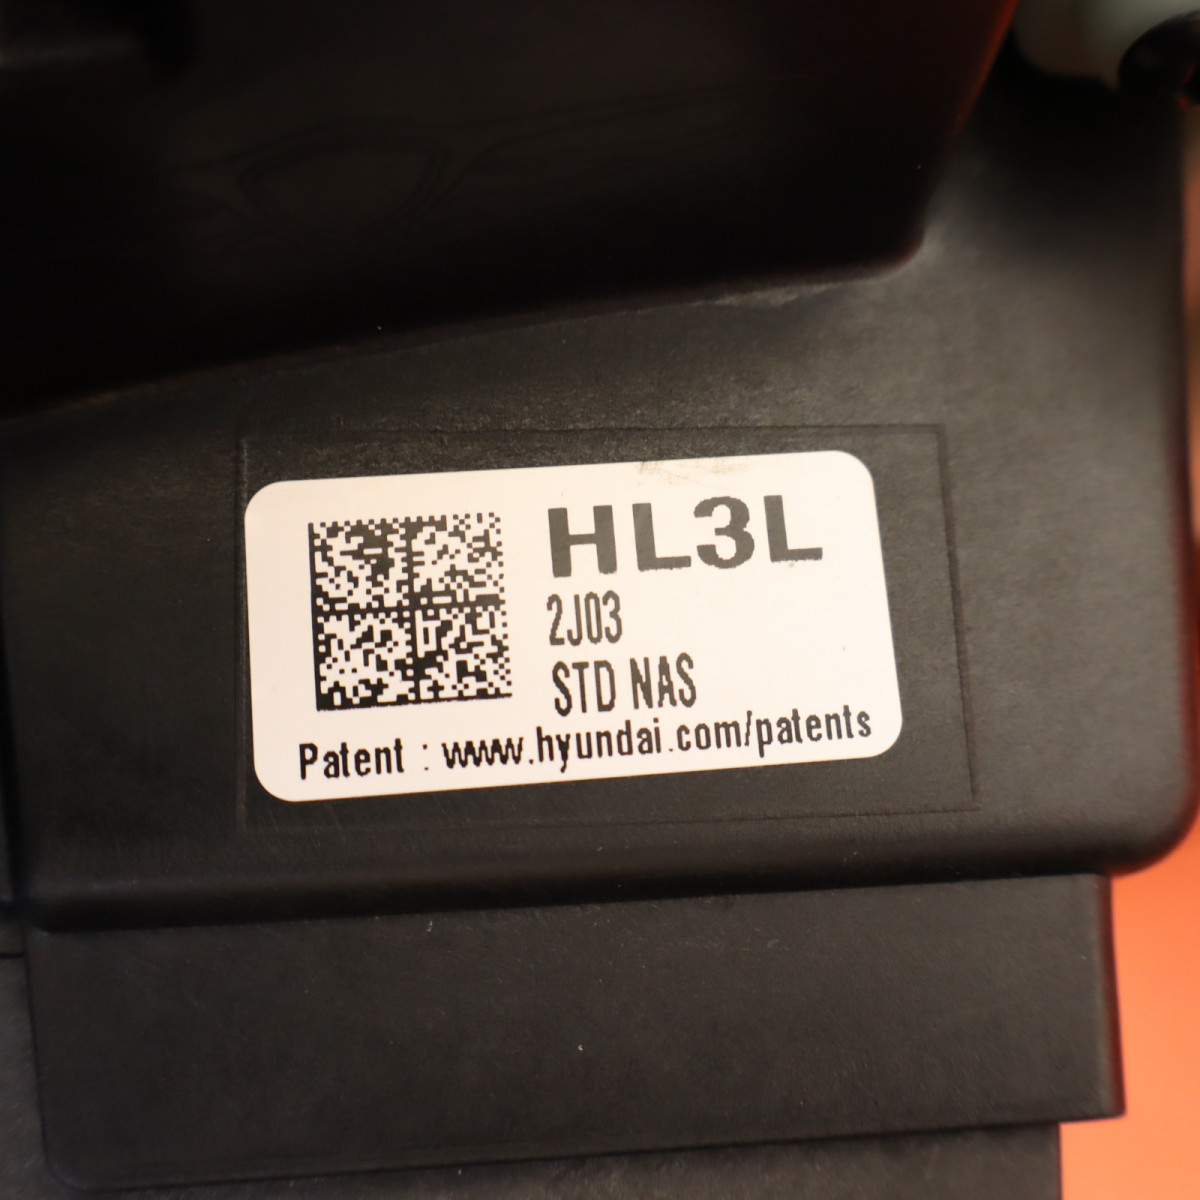 HL3L
2J03
STD NAS
Patent : www.hyundai.com/patents